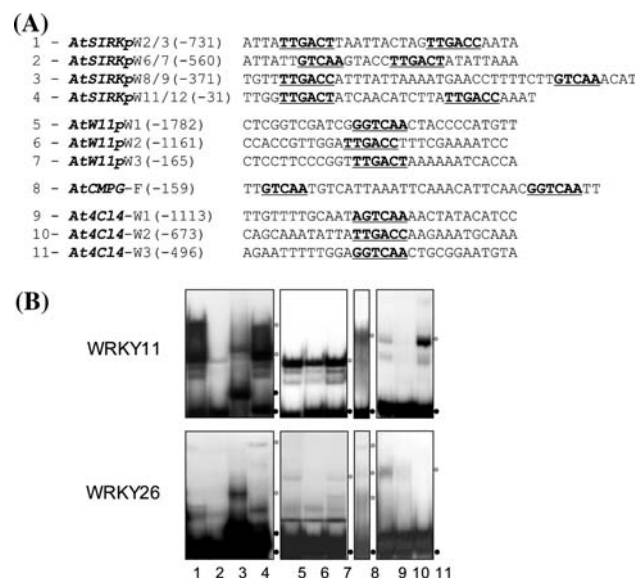 (A)
1 - AtSIRKpW2/3(-731) ATTATTGACTTAATTACTAGTTGACCAATA
2 - AtSIRKpW6/7(-560) ATTATTGTCAAGTACCTTGACTATATTAAA
3 - AtSIRKpW8/9(-371) TGTTTTGACCTTTATTAAAATGAACCTTTTCTTGTCAAACAT
4 - AtSIRKpW11/12(-31) TTGGTTGACTATCAACATCTTATTGACCAAAT
5 - AtW11pW1(-1782) CTCGGTCGATCGGGTCAACTACCCCATGTT
6 - AtW11pW2(-1161) CCACCGTTGGATTGACCTTTCGAAAATCC
7 - AtW11pW3(-165) CTCCTTCCCGGTTTGACTAAAAAATCACCA
8 - AtCMPG-F(-159) TTGTCAATGTCATTAAATTCAAACATTCAACGGTCAATT
9 - At4Cl4-W1(-1113) TTGTTTTGCAATAGTCAAAACTATACATCC
10- At4Cl4-W2(-673) CAGCAAATATTATTGACCAAGAAATGCAAA
11- At4Cl4-W3(-496) AGAATTTTTGGAGGTCAACTGCGGAATGTA
(B)
WRKY11
WRKY26
1 2 3 4 5 6 7 8 9 10 11